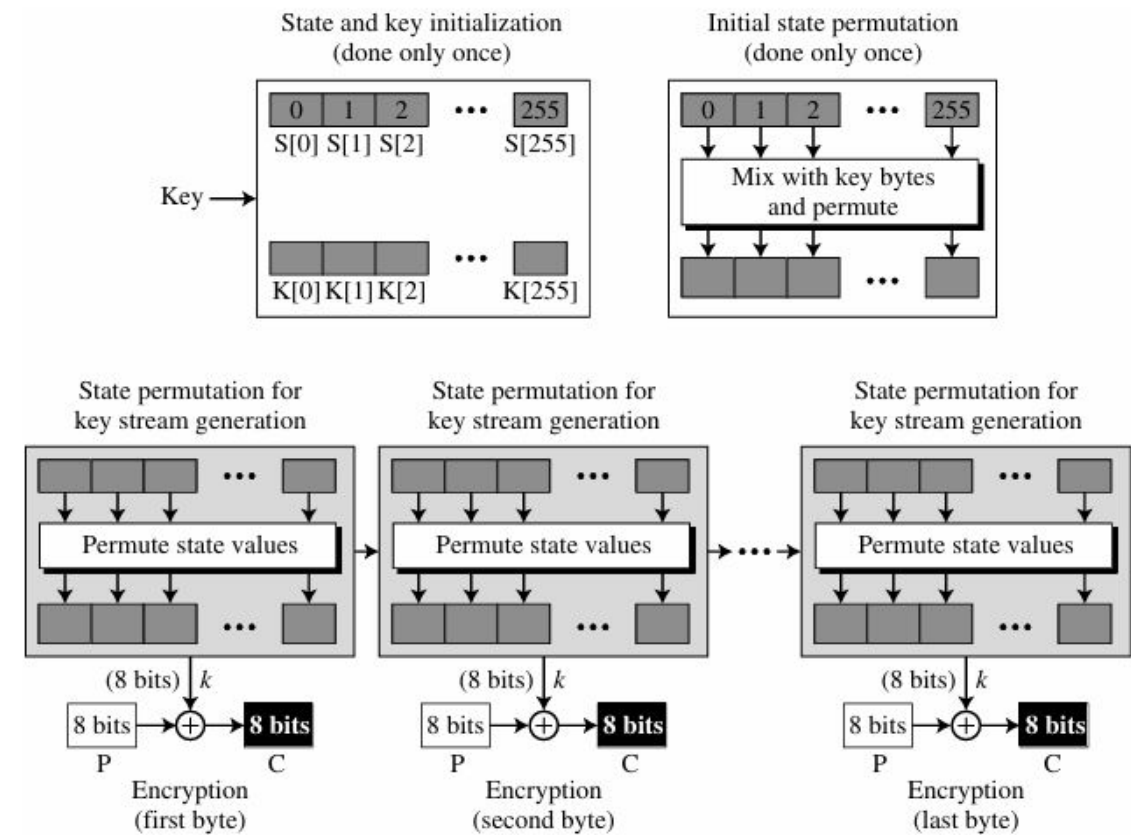 State and key initialization
(done only once)
0 1 2 ••• 255
S[0] S[1] S[2] S[255]
Key
•••
K[0] K[1] K[2] K[255]
Initial state permutation
(done only once)
0 1 2 ••• 255
Mix with key bytes
and permute
•••
State permutation for
key stream generation
•••
Permute state values
•••
(8 bits) k
8 bits + 8 bits
P C
Encryption
(first byte)
State permutation for
key stream generation
•••
Permute state values
•••
(8 bits) k
8 bits + 8 bits
P C
Encryption
(second byte)
••••
State permutation for
key stream generation
•••
Permute state values
•••
(8 bits) k
8 bits + 8 bits
P C
Encryption
(last byte)